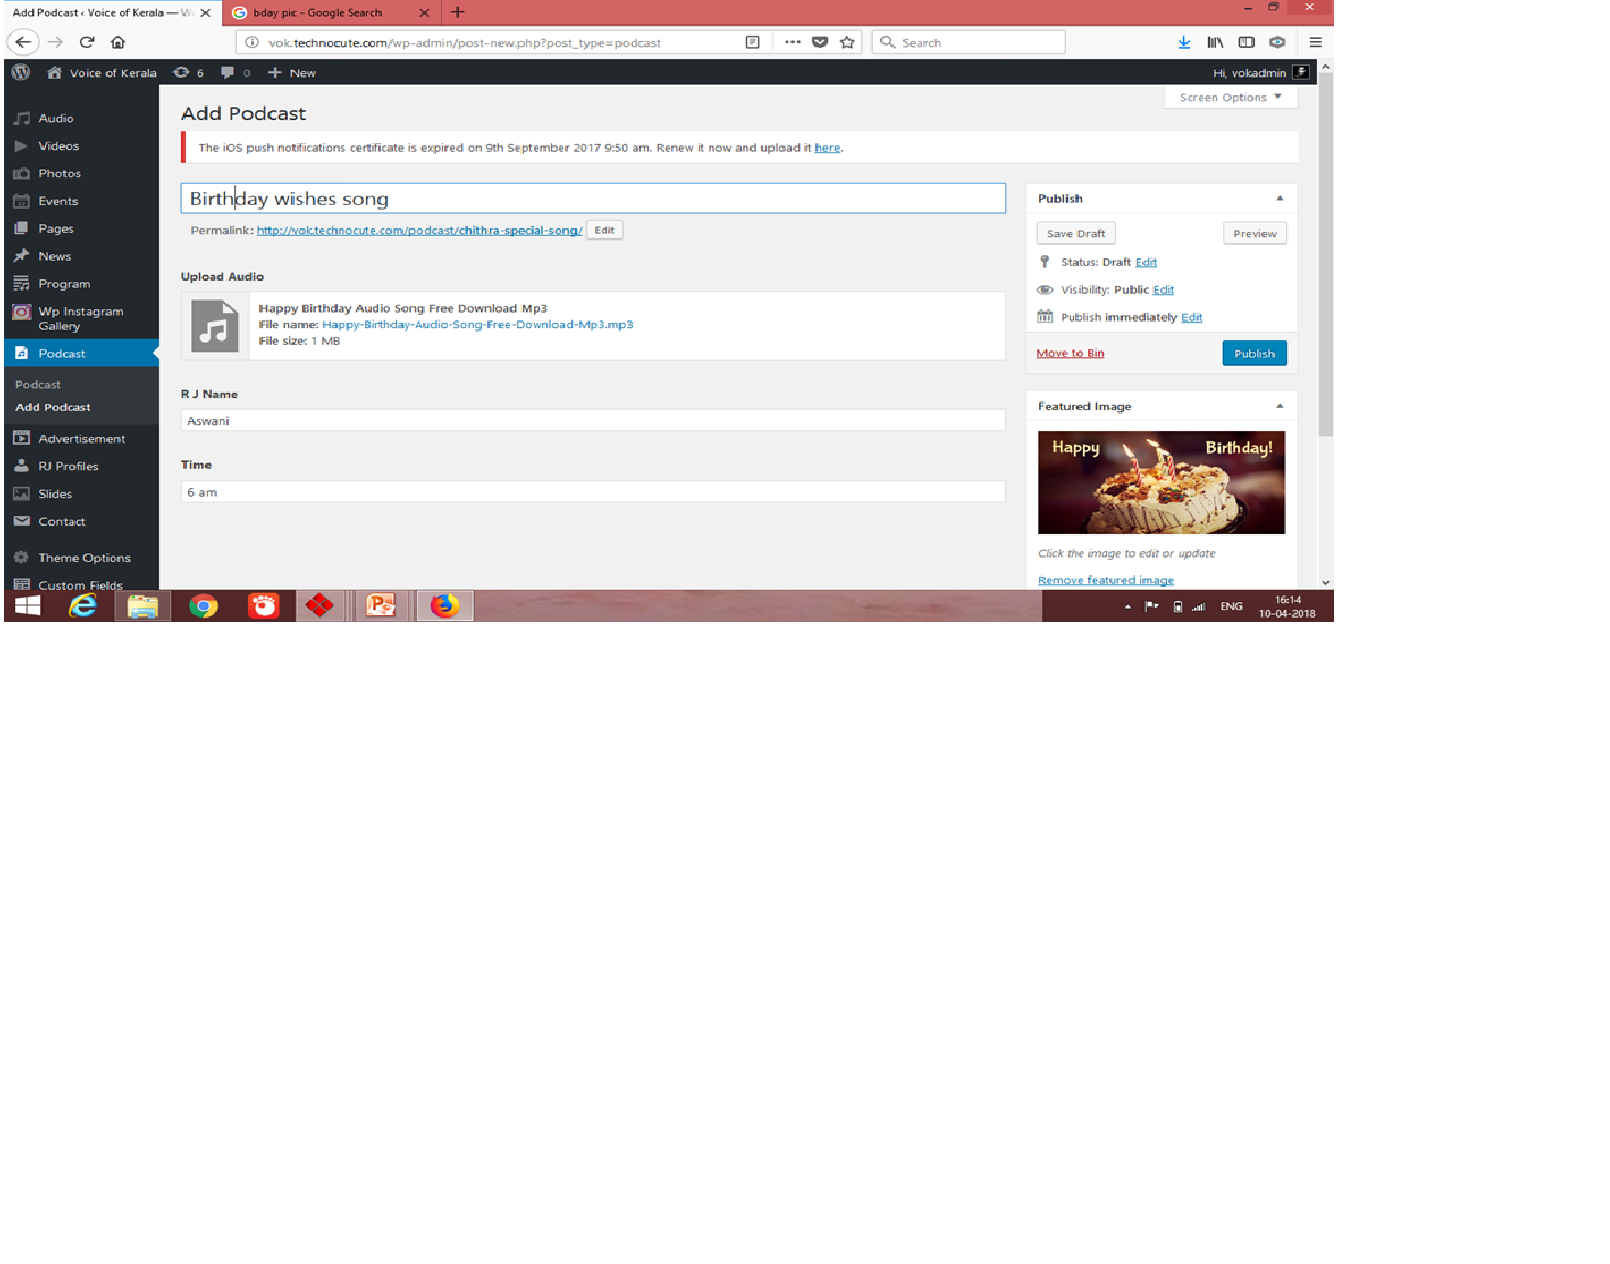 Add Podcast ‹ Voice of Kerala — W
bday pic - Google Search
vok.technocute.com/wp-admin/post-new.php?post_type=podcast
Search
Voice of Kerala
6
0
New
Hi, vokadmin
Screen Options
Audio
Videos
Photos
Events
Pages
News
Program
Wp Instagram
Gallery
Podcast
Podcast
Add Podcast
Advertisement
RJ Profiles
Slides
Contact
Theme Options
Custom Fields
Add Podcast
The iOS push notifiications certificate is expired on 9th September 2017 9:50 am. Renew it now and upload it here.
Birthday wishes song
Permalink: http://vok.technocute.com/podcast/chithra-special-song/ Edit
Upload Audio
Happy Birthday Audio Song Free Download Mp3
File name: Happy-Birthday-Audio-Song-Free-Download-Mp3.mp3
File size: 1 MB
R J Name
Aswani
Time
6 am
Publish
Save Draft
Preview
Status: Draft Edit
Visibility: Public Edit
Publish immediately Edit
Move to Bin
Publish
Featured Image
Happy Birthday!
Click the image to edit or update
Remove featured image
ENG
16:14
10-04-2018